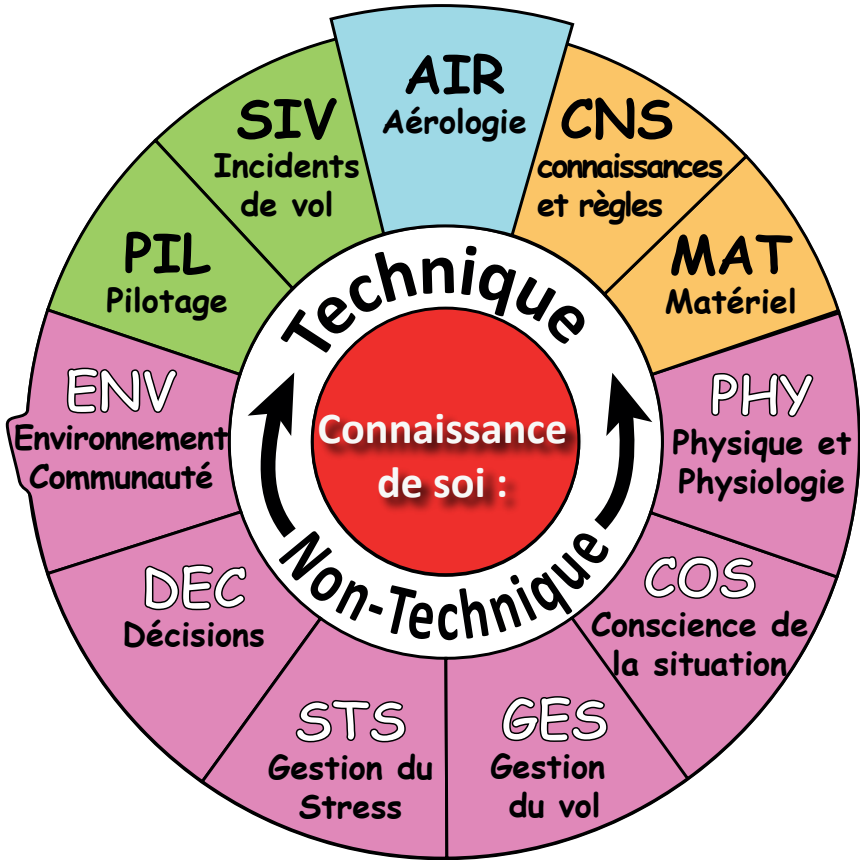 AIR
Aérologie
CNS
connaissances
et règles
MAT
Matériel
PHY
Physique et
Physiologie
COS
Conscience de
la situation
GES
Gestion
du vol
STS
Gestion du
Stress
DEC
Décisions
ENV
Environnement
Communauté
PIL
Pilotage
SIV
Incidents
de vol
Technique
Connaissance
de soi :
Non-Technique